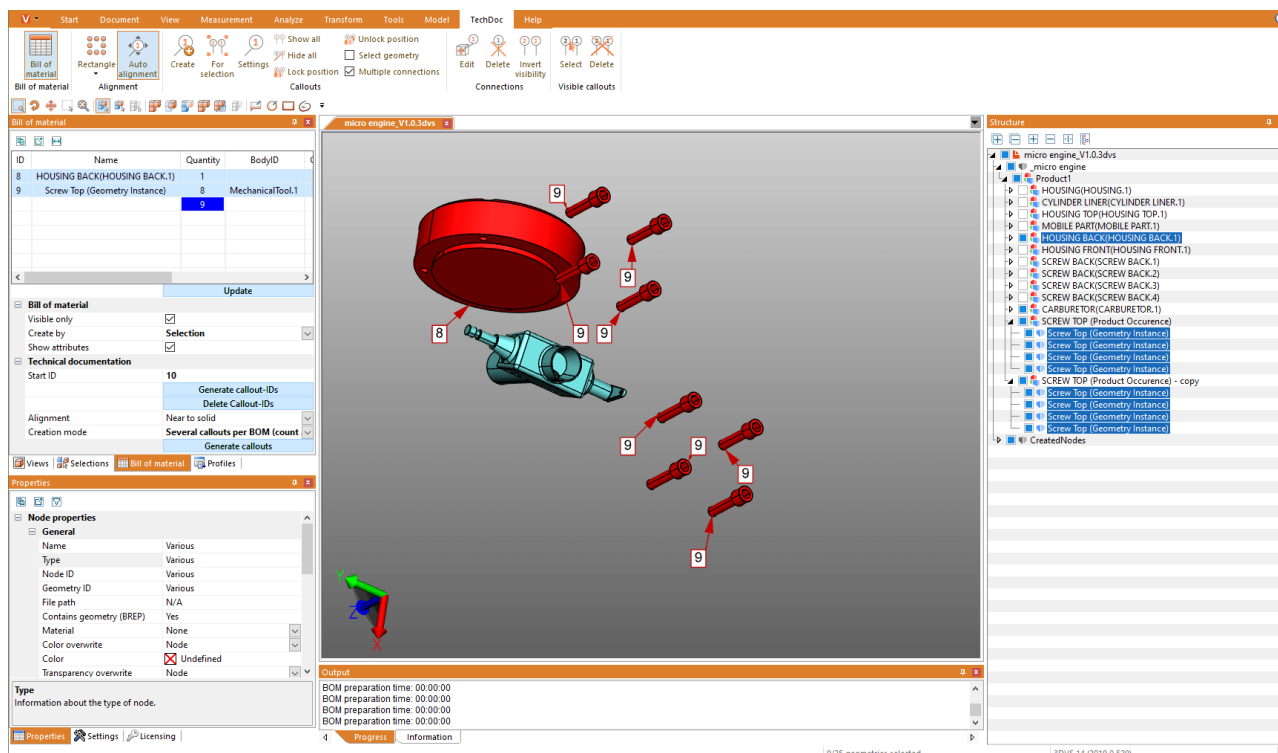 V Start Document View Measurement Analyze Transform Tools Model TechDoc Help
Bill of material
Rectangle
Auto alignment
Create
For selection
Settings
Show all
Hide all
Lock position
Unlock position
Select geometry
Multiple connections
Edit
Delete
Invert visibility
Select
Delete
Bill of material Alignment Callouts Connections Visible callouts
Bill of material
ID Name Quantity BodyID
8 HOUSING BACK(HOUSING BACK.1) 1
9 Screw Top (Geometry Instance) 8 MechanicalTool.1
9
Update
Bill of material
Visible only
Create by Selection
Show attributes
Technical documentation
Start ID 10
Generate callout-IDs
Delete Callout-IDs
Alignment Near to solid
Creation mode Several callouts per BOM (count
Generate callouts
Views Selections Bill of material Profiles
Properties
Node properties
General
Name Various
Type Various
Node ID Various
Geometry ID Various
File path N/A
Contains geometry (BREP) Yes
Material None
Color overwrite Node
Color Undefined
Transparency overwrite Node
Type
Information about the type of node.
Properties Settings Licensing
micro engine_V1.0.3dvs
9
9
8
9
9
9
9
9
9
Y
Z
X
Output
BOM preparation time: 00:00:00
BOM preparation time: 00:00:00
BOM preparation time: 00:00:00
BOM preparation time: 00:00:00
Progress Information
Structure
micro engine_V1.0.3dvs
_micro engine
Product1
HOUSING(HOUSING.1)
CYLINDER LINER(CYLINDER LINER.1)
HOUSING TOP(HOUSING TOP.1)
MOBILE PART(MOBILE PART.1)
HOUSING BACK(HOUSING BACK.1)
HOUSING FRONT(HOUSING FRONT.1)
SCREW BACK(SCREW BACK.1)
SCREW BACK(SCREW BACK.2)
SCREW BACK(SCREW BACK.3)
SCREW BACK(SCREW BACK.4)
CARBURETOR(CARBURETOR.1)
SCREW TOP (Product Occurence)
Screw Top (Geometry Instance)
Screw Top (Geometry Instance)
Screw Top (Geometry Instance)
Screw Top (Geometry Instance)
SCREW TOP (Product Occurence) - copy
Screw Top (Geometry Instance)
Screw Top (Geometry Instance)
Screw Top (Geometry Instance)
Screw Top (Geometry Instance)
CreatedNodes